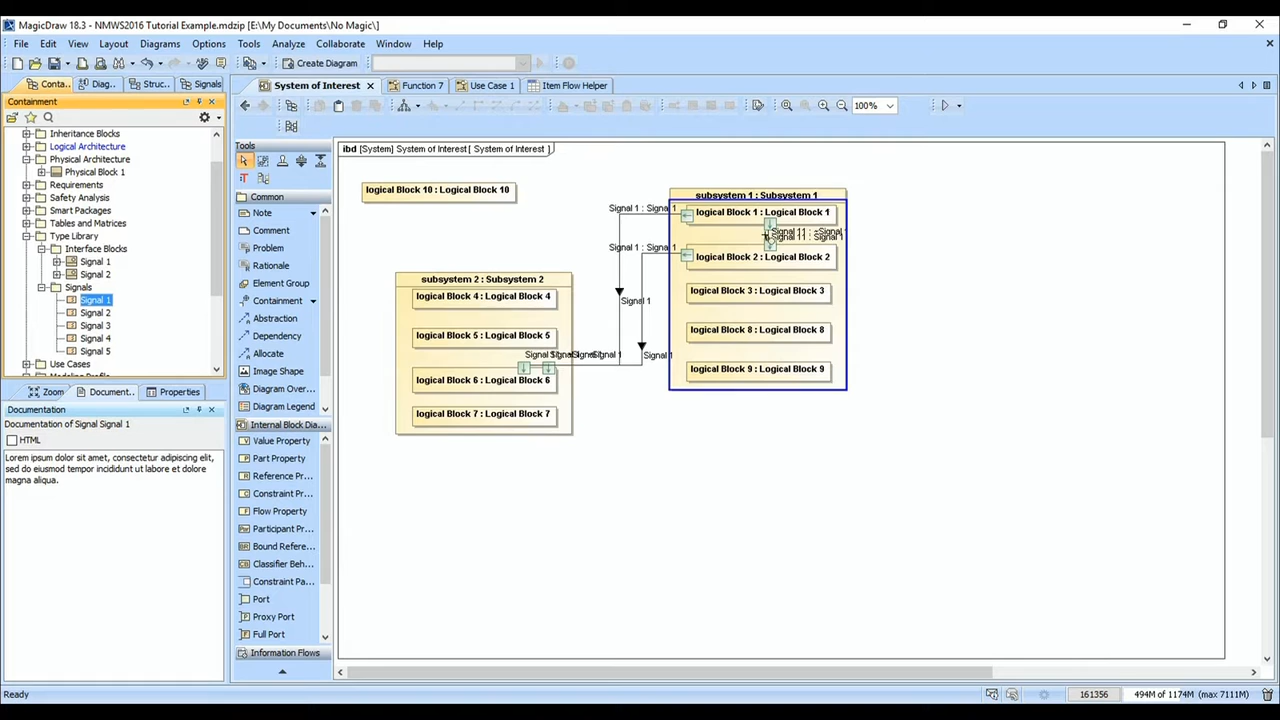 MagicDraw 18.3 - NMWS2016 Tutorial Example.mdzip [E:\My Documents\No Magic\]
File Edit View Layout Diagrams Options Tools Analyze Collaborate Window Help
Create Diagram
Conta... Diag... Struc... Signals
System of Interest Function 7 Use Case 1 Item Flow Helper
Containment
100%
Inheritance Blocks
Logical Architecture
Physical Architecture
Physical Block 1
Requirements
Safety Analysis
Smart Packages
Tables and Matrices
Type Library
Interface Blocks
Signal 1
Signal 2
Signals
Signal 1
Signal 2
Signal 3
Signal 4
Signal 5
Use Cases
Zoom Document... Properties
Documentation
Documentation of Signal Signal 1
HTML
Lorem ipsum dolor sit amet, consectetur adipiscing elit,
sed do eiusmod tempor incididunt ut labore et dolore
magna aliqua.
Tools
Common
Note
Comment
Problem
Rationale
Element Group
Containment
Abstraction
Dependency
Allocate
Image Shape
Diagram Over...
Diagram Legend
Internal Block Dia...
Value Property
Part Property
Reference Pr...
Constraint Pr...
Flow Property
Participant Pr...
Bound Refere...
Classifier Beh...
Constraint Pa...
Port
Proxy Port
Full Port
Information Flows
ibd [System] System of Interest [ System of Interest ]
logical Block 10 : Logical Block 10
subsystem 2 : Subsystem 2
logical Block 4 : Logical Block 4
logical Block 5 : Logical Block 5
logical Block 6 : Logical Block 6
logical Block 7 : Logical Block 7
Signal 1 : Signal 1
Signal 1 : Signal 1
Signal 1
Signal 1
subsystem 1 : Subsystem 1
logical Block 1 : Logical Block 1
logical Block 2 : Logical Block 2
logical Block 3 : Logical Block 3
logical Block 8 : Logical Block 8
logical Block 9 : Logical Block 9
Ready
161356 494M of 1174M (max 7111M)